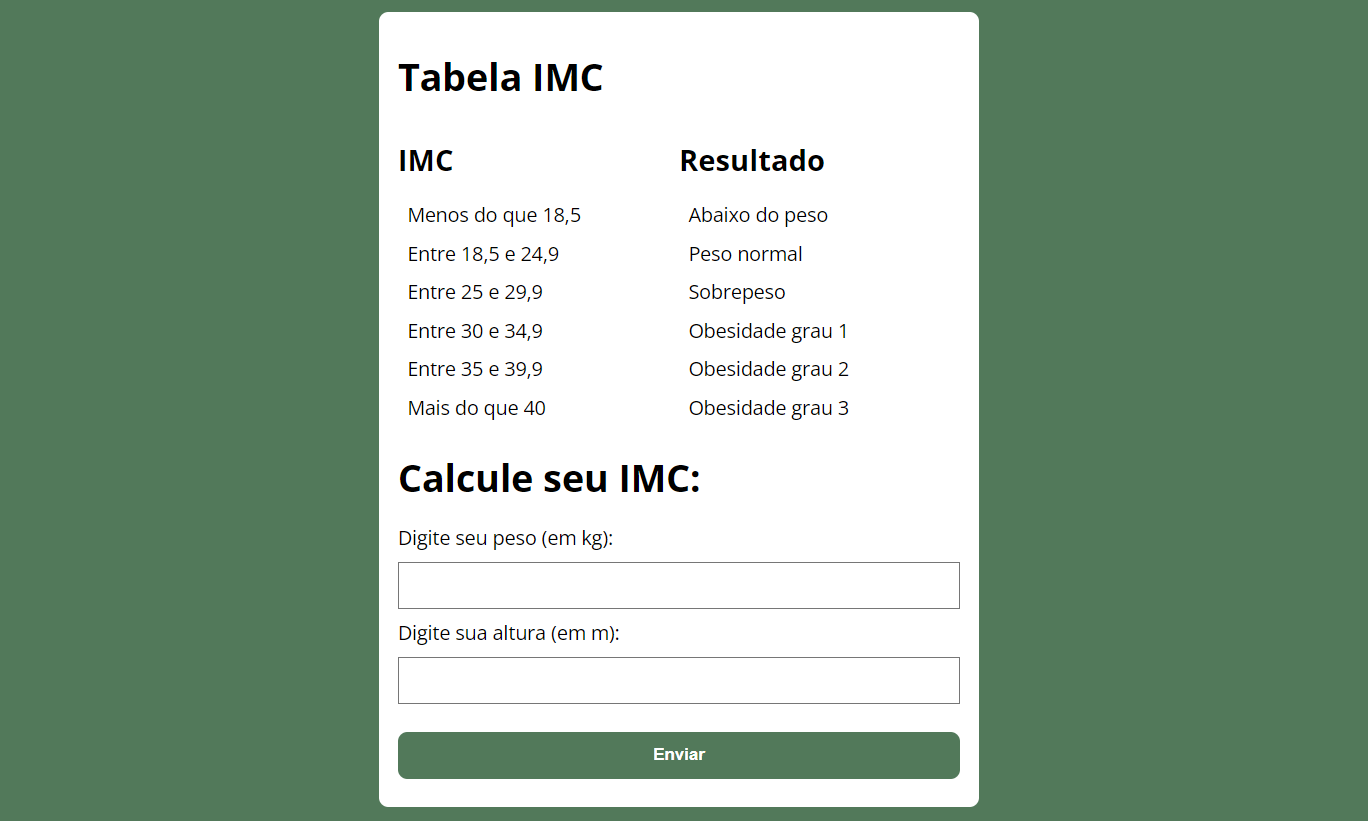 Tabela IMC
IMC Resultado
Menos do que 18,5 Abaixo do peso
Entre 18,5 e 24,9 Peso normal
Entre 25 e 29,9 Sobrepeso
Entre 30 e 34,9 Obesidade grau 1
Entre 35 e 39,9 Obesidade grau 2
Mais do que 40 Obesidade grau 3
Calcule seu IMC:
Digite seu peso (em kg):
Digite sua altura (em m):
Enviar